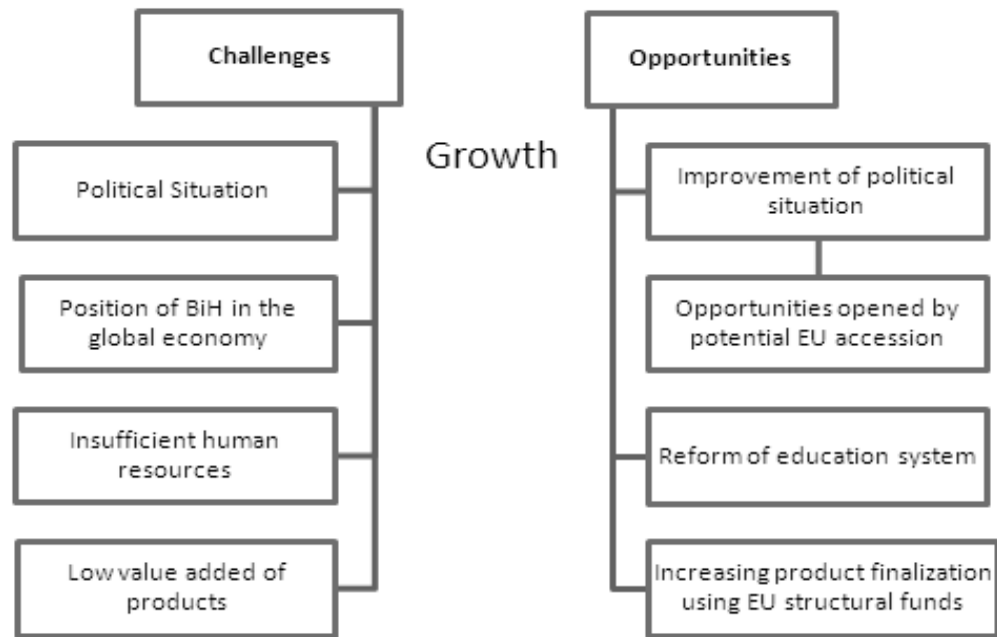 Challenges
Political Situation
Position of BiH in the
global economy
Insufficient human
resources
Low value added of
products
Growth
Opportunities
Improvement of political
situation
Opportunities opened by
potential EU accession
Reform of education system
Increasing product finalization
using EU structural funds